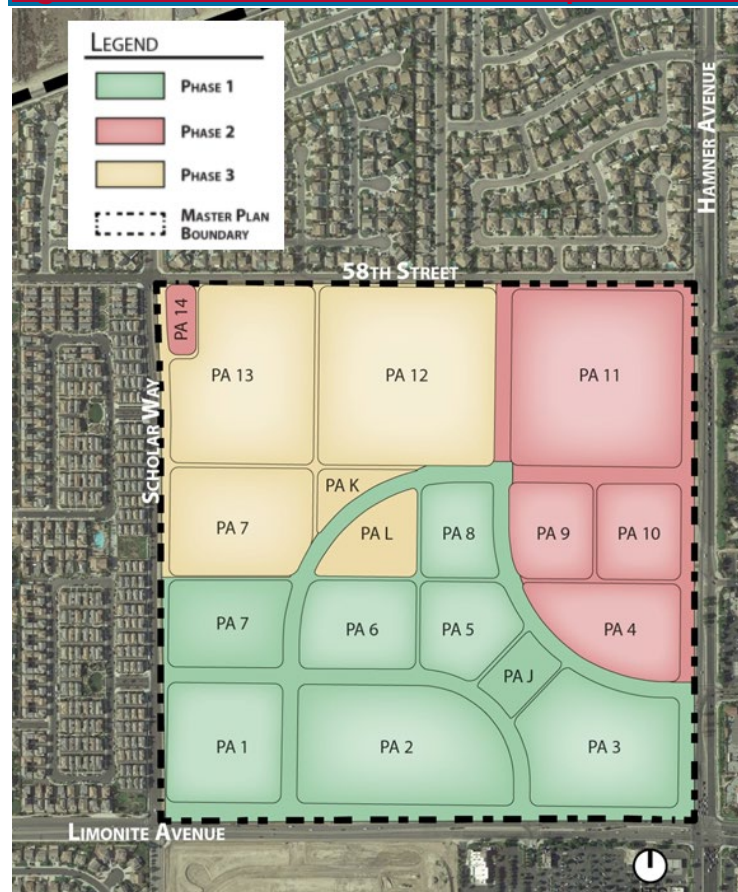 LEGEND
PHASE 1
PHASE 2
PHASE 3
MASTER PLAN
BOUNDARY
HAMNER AVENUE
58TH STREET
SCHOLAR WAY
PA 14
PA 13
PA 12
PA 11
PA K
PA 7
PA L
PA 8
PA 9
PA 10
PA 7
PA 6
PA 5
PA 4
PA J
PA 1
PA 2
PA 3
LIMONITE AVENUE